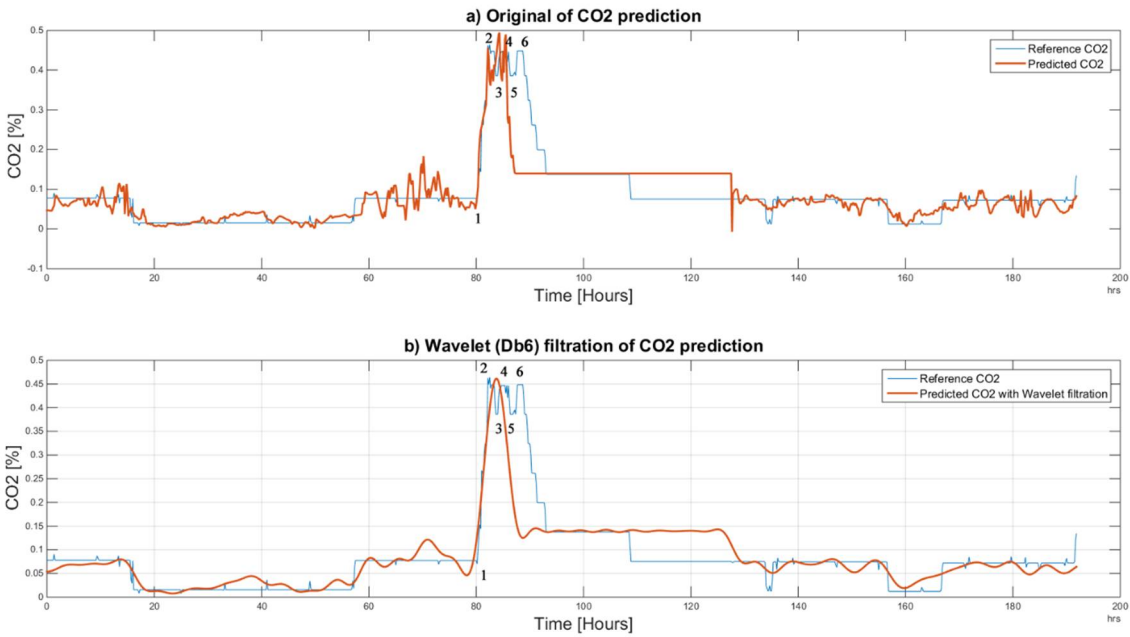 a) Original of CO2 prediction
0.5
0.4
0.3
0.2
0.1
0
-0.1
CO2 [%]
2 4 6
3 5
1
Reference CO2
Predicted CO2
0 20 40 60 80 100 120 140 160 180 200
hrs
Time [Hours]
b) Wavelet (Db6) filtration of CO2 prediction
0.5
0.45
0.4
0.35
0.3
0.25
0.2
0.15
0.1
0.05
0
CO2 [%]
2 4 6
3 5
1
Reference CO2
Predicted CO2 with Wavelet filtration
0 20 40 60 80 100 120 140 160 180 200
hrs
Time [Hours]